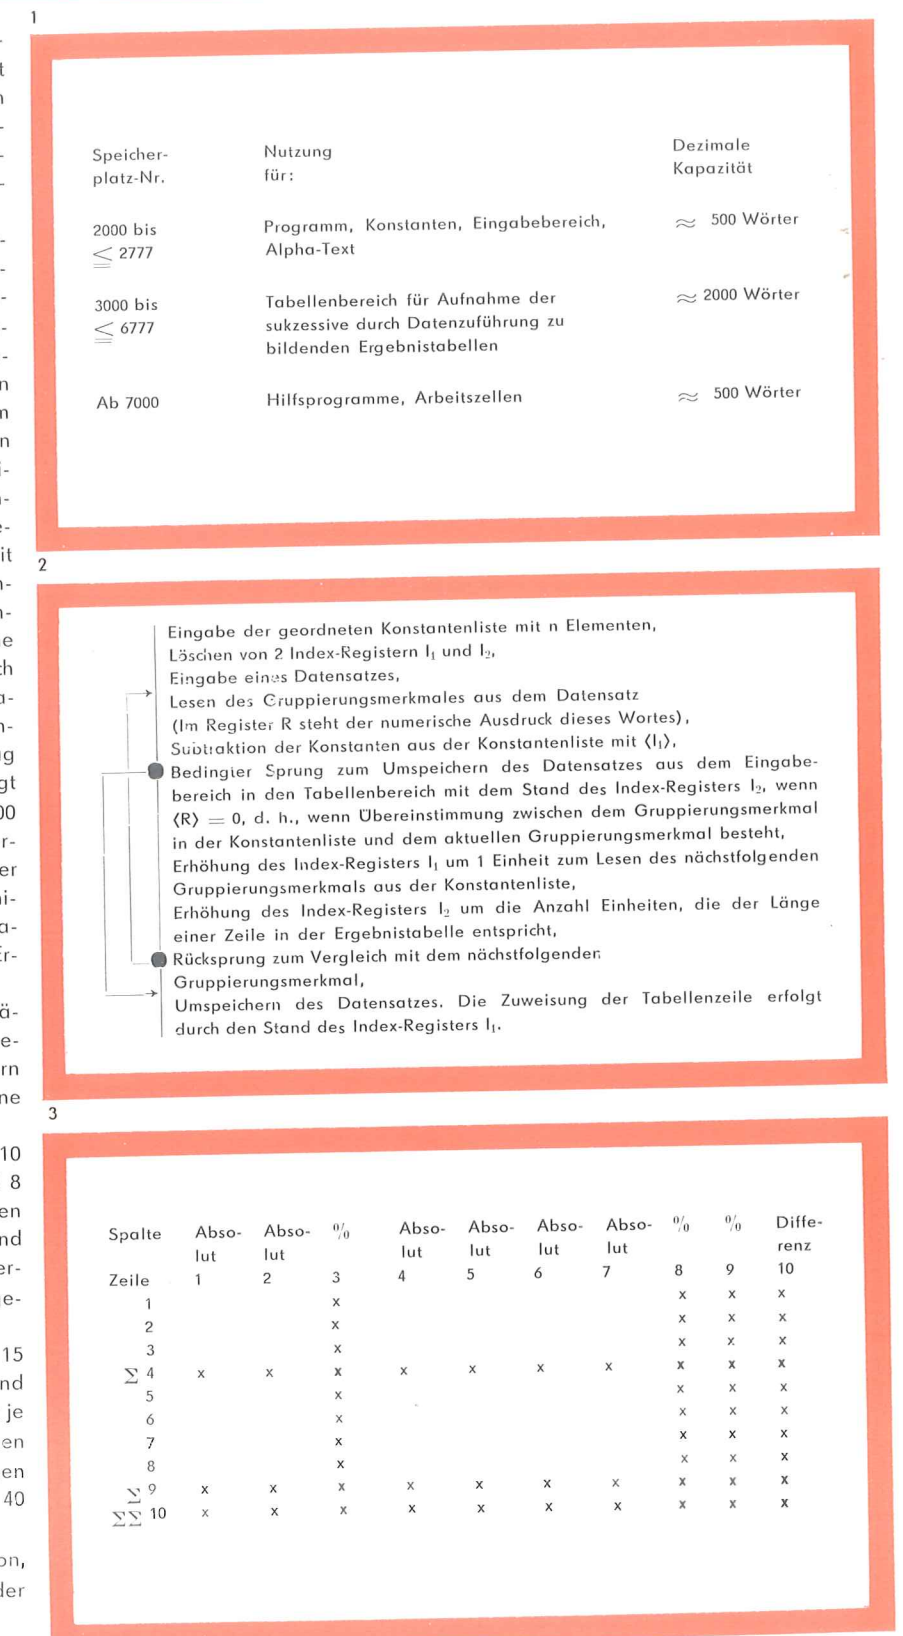 1
Speicher- Nutzung Dezimale
platz-Nr. für: Kapazität
2000 bis Programm, Konstanten, Eingabebereich, ≈ 500 Wörter
≦ 2777 Alpha-Text
3000 bis Tabellenbereich für Aufnahme der ≈ 2000 Wörter
≦ 6777 sukzessive durch Datenzuführung zu
bildenden Ergebnistabellen
Ab 7000 Hilfsprogramme, Arbeitszellen ≈ 500 Wörter
2
Eingabe der geordneten Konstantenliste mit n Elementen,
Löschen von 2 Index-Registern I₁ und I₂,
Eingabe eines Datensatzes,
Lesen des Gruppierungsmerkmales aus dem Datensatz
(Im Register R steht der numerische Ausdruck dieses Wortes),
Subtraktion der Konstanten aus der Konstantenliste mit ⟨I₁⟩,
Bedingter Sprung zum Umspeichern des Datensatzes aus dem Eingabe-
bereich in den Tabellenbereich mit dem Stand des Index-Registers I₂, wenn
⟨R⟩ = 0, d. h., wenn Übereinstimmung zwischen dem Gruppierungsmerkmal
in der Konstantenliste und dem aktuellen Gruppierungsmerkmal besteht,
Erhöhung des Index-Registers I₁ um 1 Einheit zum Lesen des nächstfolgenden
Gruppierungsmerkmals aus der Konstantenliste,
Erhöhung des Index-Registers I₂ um die Anzahl Einheiten, die der Länge
einer Zeile in der Ergebnistabelle entspricht,
Rücksprung zum Vergleich mit dem nächstfolgenden
Gruppierungsmerkmal,
Umspeichern des Datensatzes. Die Zuweisung der Tabellenzeile erfolgt
durch den Stand des Index-Registers I₁.
3
Spalte Abso- Abso- % Abso- Abso- Abso- Abso- % % Diffe-
lut lut lut lut lut lut renz
Zeile 1 2 3 4 5 6 7 8 9 10
1 x x x x
2 x x x x
3 x x x x
∑ 4 x x x x x x x x x x
5 x x x x
6 x x x x
7 x x x x
8 x x x x
∑ 9 x x x x x x x x x x
∑∑ 10 x x x x x x x x x x